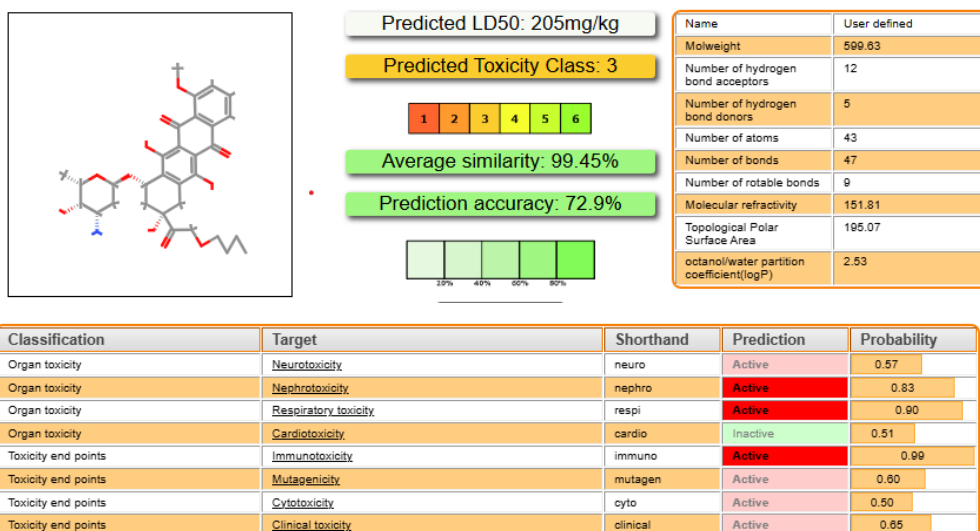 Predicted LD50: 205mg/kg
Predicted Toxicity Class: 3
1 2 3 4 5 6
Average similarity: 99.45%
Prediction accuracy: 72.9%
20% 40% 60% 80%
Name User defined
Molweight 599.63
Number of hydrogen
bond acceptors 12
Number of hydrogen
bond donors 5
Number of atoms 43
Number of bonds 47
Number of rotable bonds 9
Molecular refractivity 151.81
Topological Polar
Surface Area 195.07
octanol/water partition
coefficient(logP) 2.53
Classification Target Shorthand Prediction Probability
Organ toxicity Neurotoxicity neuro Active 0.57
Organ toxicity Nephrotoxicity nephro Active 0.83
Organ toxicity Respiratory toxicity respi Active 0.90
Organ toxicity Cardiotoxicity cardio Inactive 0.51
Toxicity end points Immunotoxicity immuno Active 0.99
Toxicity end points Mutagenicity mutagen Active 0.60
Toxicity end points Cytotoxicity cyto Active 0.50
Toxicity end points Clinical toxicity clinical Active 0.65